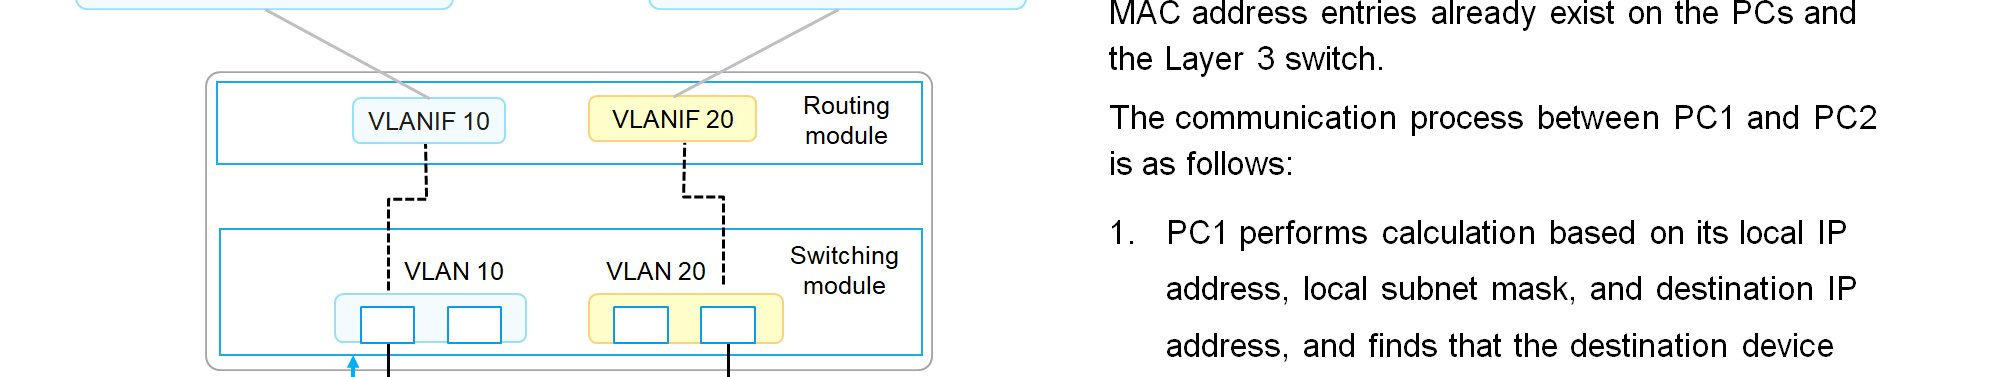 VLANIF 10
VLANIF 20
Routing
module
VLAN 10
VLAN 20
Switching
module
MAC address entries already exist on the PCs and
the Layer 3 switch.
The communication process between PC1 and PC2
is as follows:
1. PC1 performs calculation based on its local IP
address, local subnet mask, and destination IP
address, and finds that the destination device